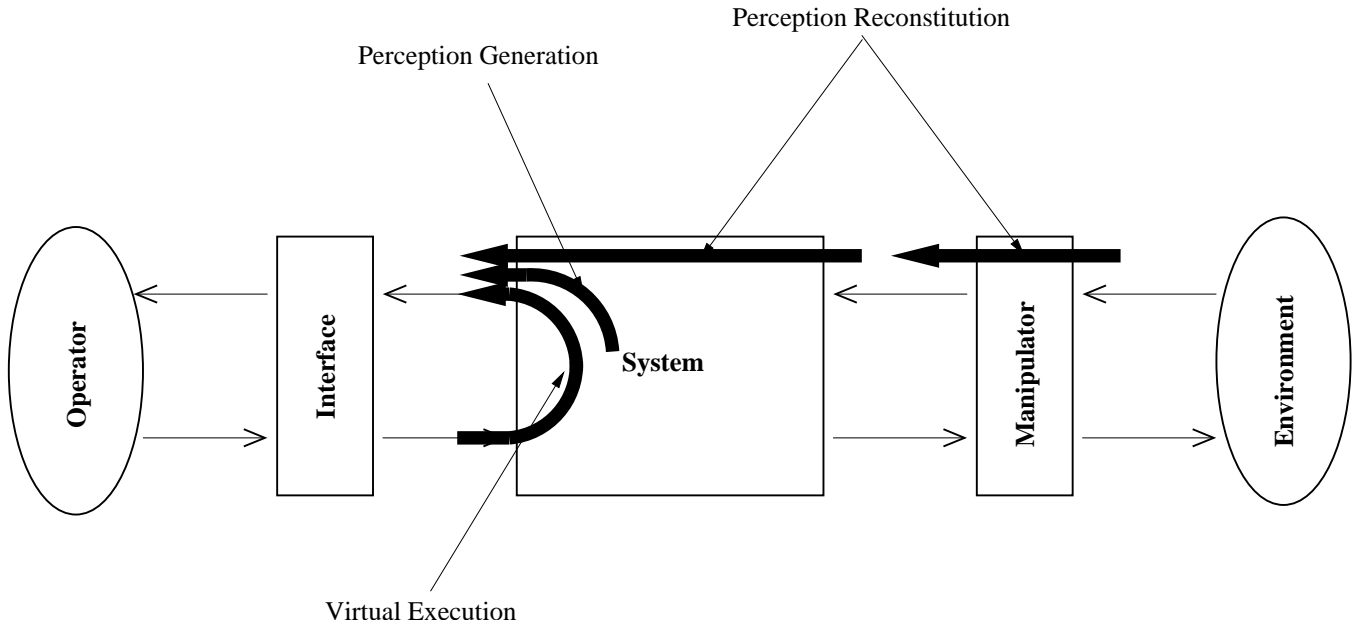 Perception Reconstitution
Perception Generation
Operator
Interface
System
Manipulator
Environment
Virtual Execution